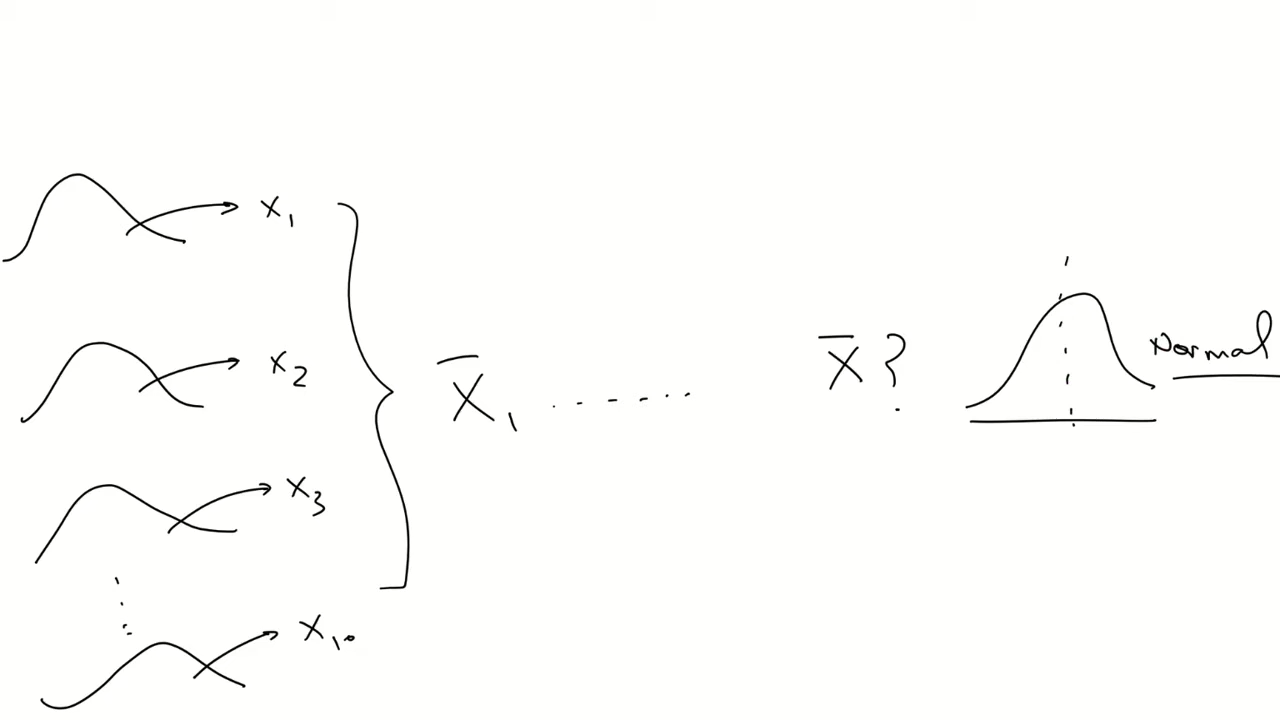 x₁
x₂
x₃
x₁₀
X̄₁ .......
X̄ ?
Normal